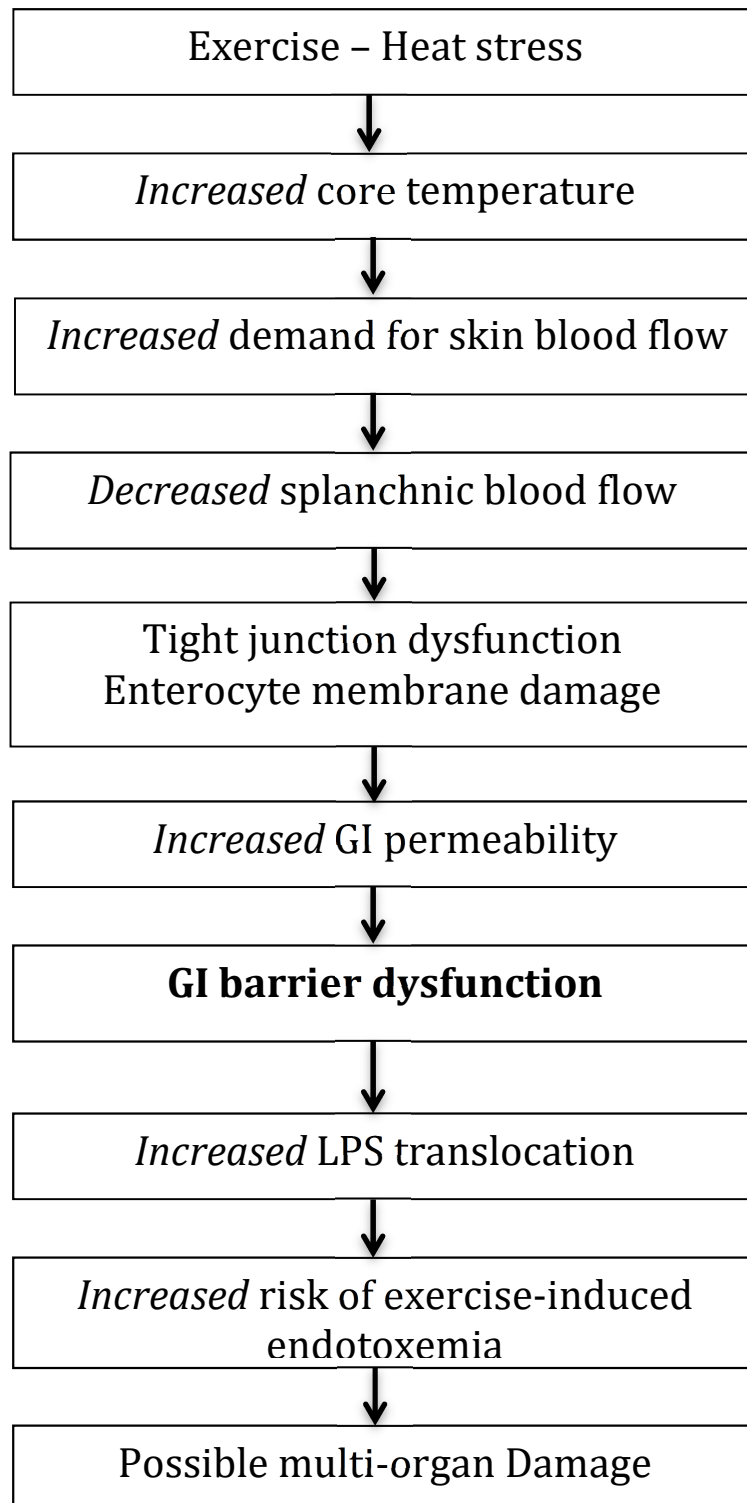 Exercise – Heat stress
Increased core temperature
Increased demand for skin blood flow
Decreased splanchnic blood flow
Tight junction dysfunction
Enterocyte membrane damage
Increased GI permeability
GI barrier dysfunction
Increased LPS translocation
Increased risk of exercise-induced
endotoxemia
Possible multi-organ Damage